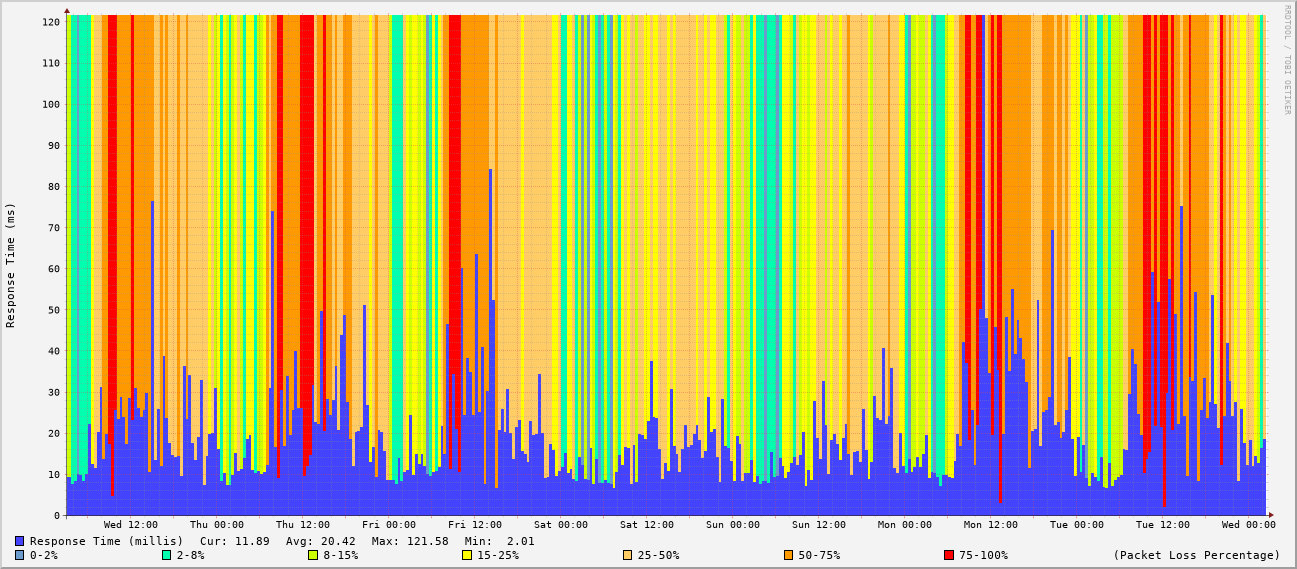 RRDTOOL / TOBI OETIKER
Response Time (ms)
120
110
100
90
80
70
60
50
40
30
20
10
0
Wed 12:00 Thu 00:00 Thu 12:00 Fri 00:00 Fri 12:00 Sat 00:00 Sat 12:00 Sun 00:00 Sun 12:00 Mon 00:00 Mon 12:00 Tue 00:00 Tue 12:00 Wed 00:00
Response Time (millis) Cur: 11.89 Avg: 20.42 Max: 121.58 Min: 2.01
0-2% 2-8% 8-15% 15-25% 25-50% 50-75% 75-100% (Packet Loss Percentage)